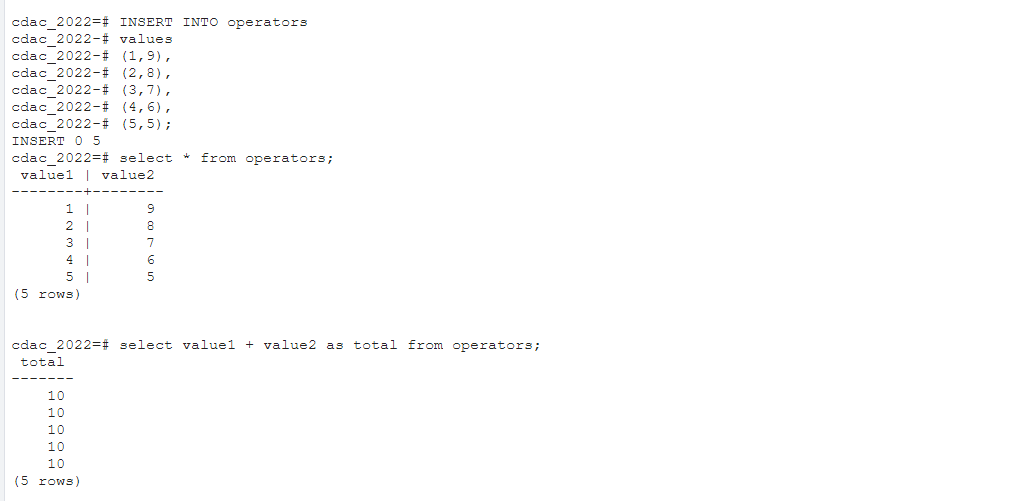 cdac_2022=# INSERT INTO operators
cdac_2022-# values
cdac_2022-# (1,9),
cdac_2022-# (2,8),
cdac_2022-# (3,7),
cdac_2022-# (4,6),
cdac_2022-# (5,5);
INSERT 0 5
cdac_2022=# select * from operators;
 value1 | value2
--------+--------
      1 |      9
      2 |      8
      3 |      7
      4 |      6
      5 |      5
(5 rows)
cdac_2022=# select value1 + value2 as total from operators;
 total
-------
    10
    10
    10
    10
    10
(5 rows)